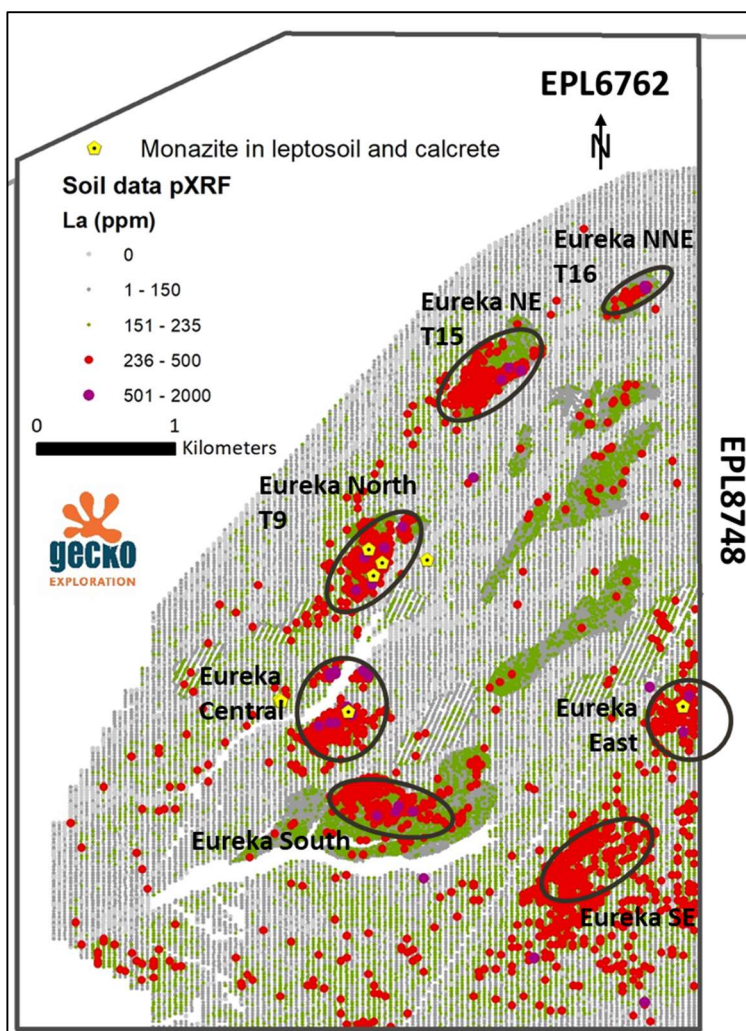 EPL6762
N
Monazite in leptosoil and calcrete
Soil data pXRF
La (ppm)
0
1 - 150
151 - 235
236 - 500
501 - 2000
0 1
Kilometers
Eureka NNE
T16
Eureka NE
T15
EPL8748
Eureka North
T9
gecko
EXPLORATION
Eureka
Central
Eureka
East
Eureka South
Eureka SE